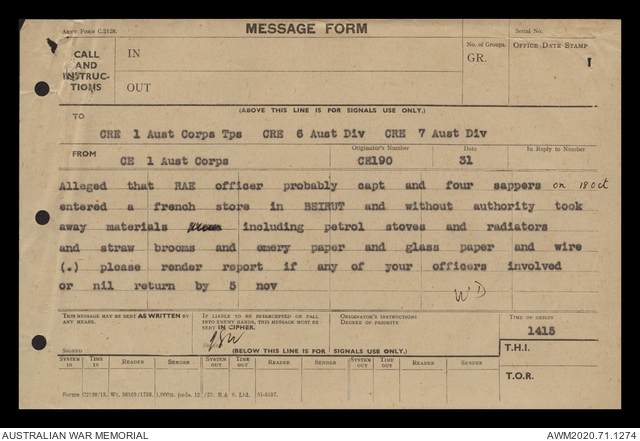 ARMY FORM C.2128.
MESSAGE FORM
Serial No.
CALL AND INSTRUC- TIONS
IN
No. of Groups.
GR.
OFFICE DATE STAMP
OUT
(ABOVE THIS LINE IS FOR SIGNALS USE ONLY.)
TO
CRE 1 Aust Corps Tps CRE 6 Aust Div CRE 7 Aust Div
FROM
CE 1 Aust Corps
Originator's Number
CE190
Date
31
In Reply to Number
Alleged that RAE officer probably capt and four sappers on 18 Oct
entered a french store in BEIRUT and without authority took
away materials including petrol stoves and radiators
and straw brooms and emery paper and glass paper and wire
(.) please render report if any of your officers involved
or nil return by 5 nov
WD
THIS MESSAGE MAY BE SENT AS WRITTEN BY ANY MEANS.
IF LIABLE TO BE INTERCEPTED OR FALL INTO ENEMY HANDS, THIS MESSAGE MUST BE SENT IN CIPHER.
ORIGINATOR'S INSTRUCTIONS
DEGREE OF PRIORITY
TIME OF ORIGIN
1415
SIGNED
(BELOW THIS LINE IS FOR SIGNALS USE ONLY.)
T.H.I.
SYSTEM IN TIME IN READER SENDER SYSTEM OUT TIME OUT READER SENDER SYSTEM OUT TIME OUT READER SENDER
T.O.R.
AUSTRALIAN WAR MEMORIAL
AWM2020.71.1274